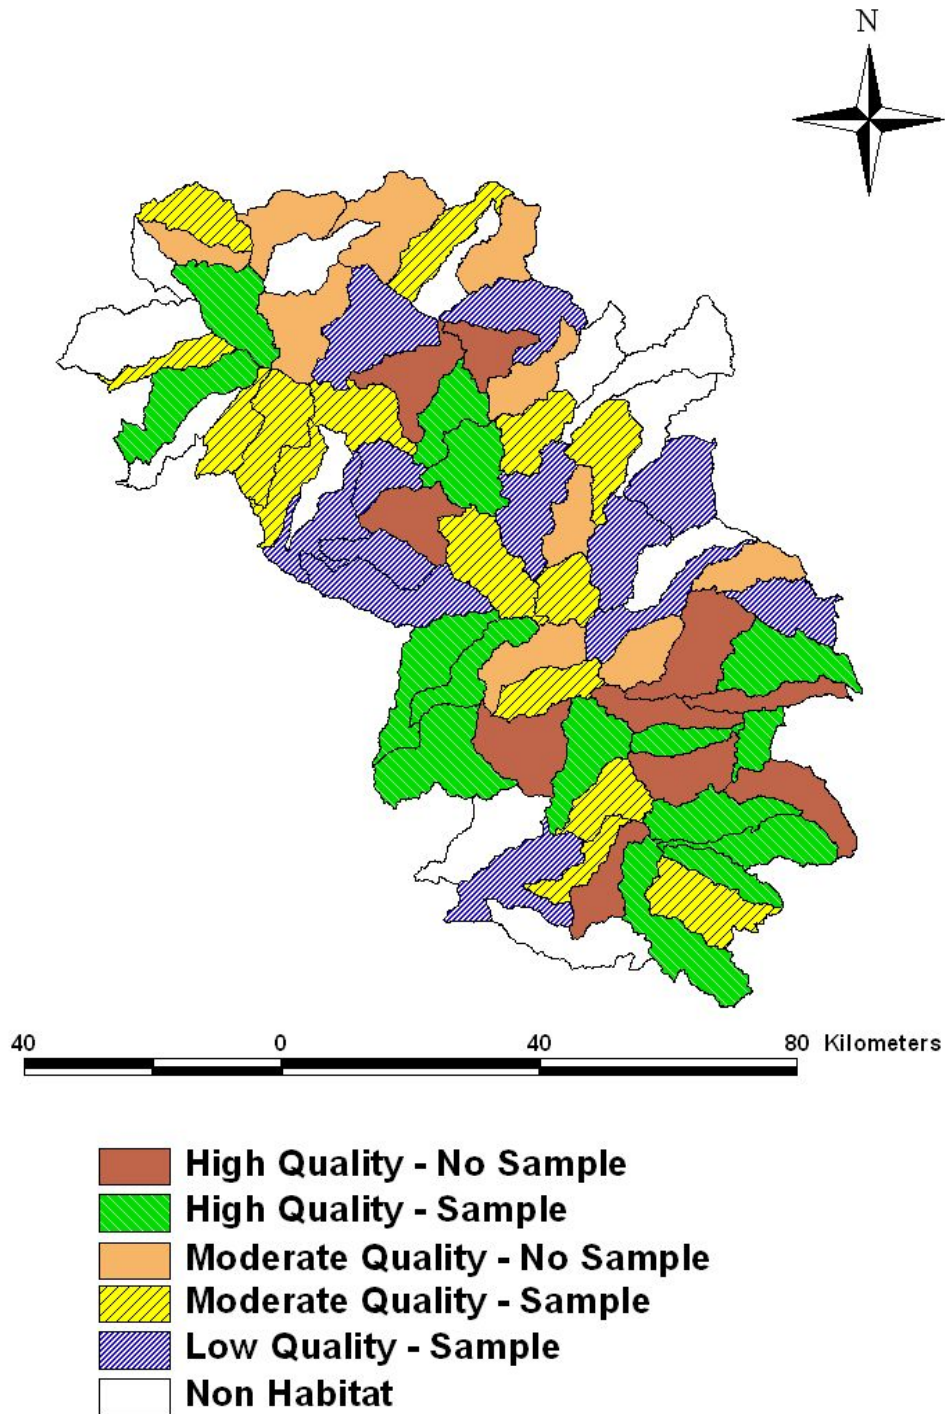 N
40 0 40 80 Kilometers
High Quality - No Sample
High Quality - Sample
Moderate Quality - No Sample
Moderate Quality - Sample
Low Quality - Sample
Non Habitat